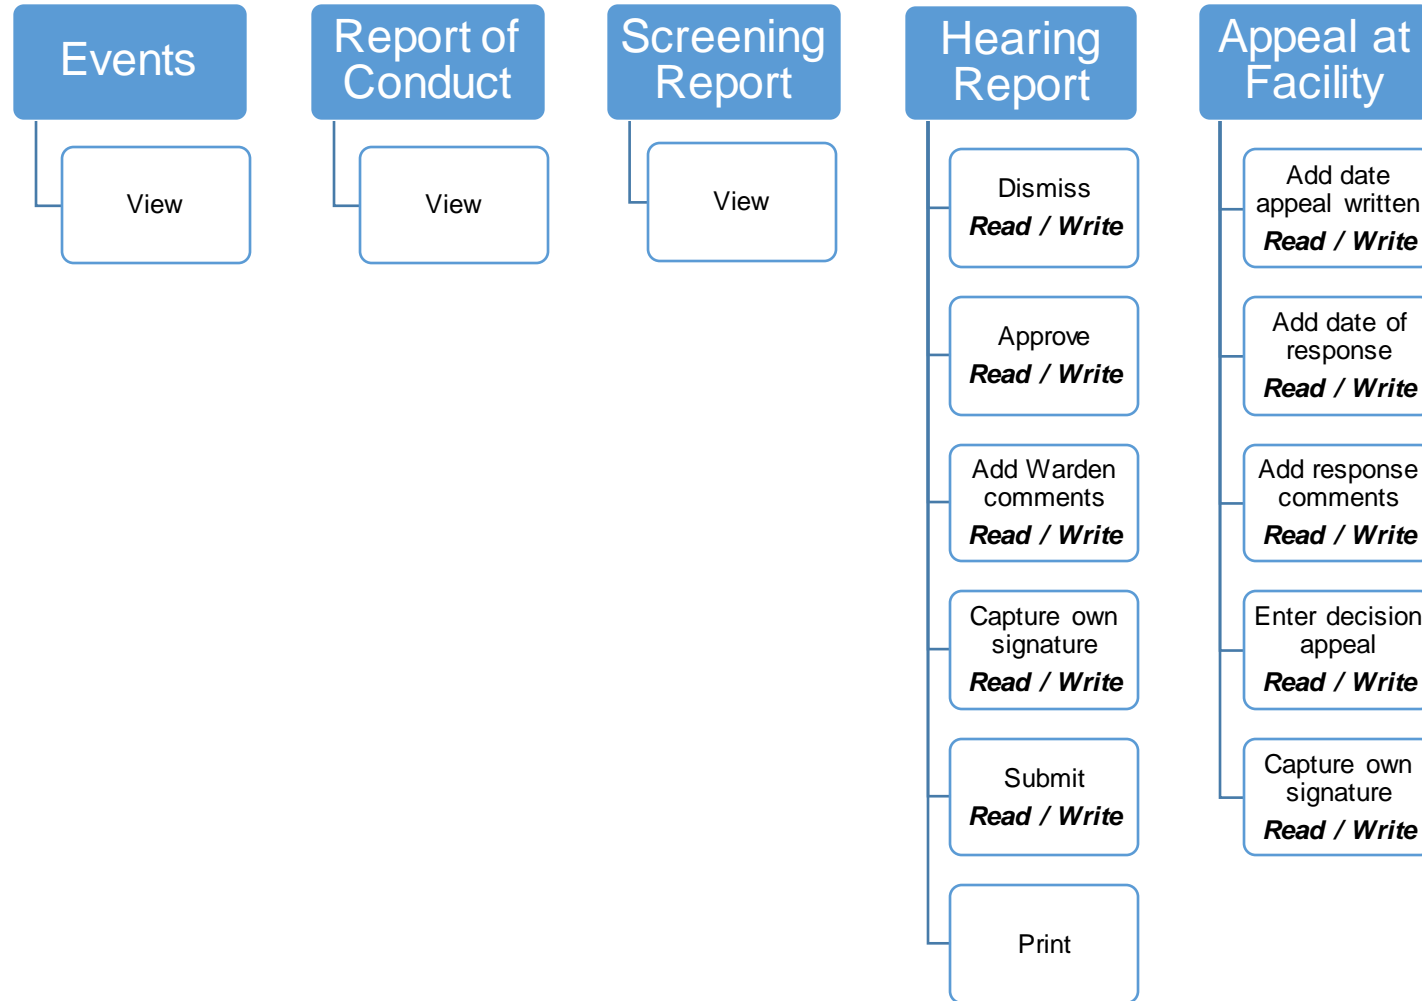 Events
View
Report of
Conduct
View
Screening
Report
View
Hearing
Report
Dismiss
Read / Write
Approve
Read / Write
Add Warden
comments
Read / Write
Capture own
signature
Read / Write
Submit
Read / Write
Print
Appeal at
Facility
Add date
appeal written
Read / Write
Add date of
response
Read / Write
Add response
comments
Read / Write
Enter decision
appeal
Read / Write
Capture own
signature
Read / Write